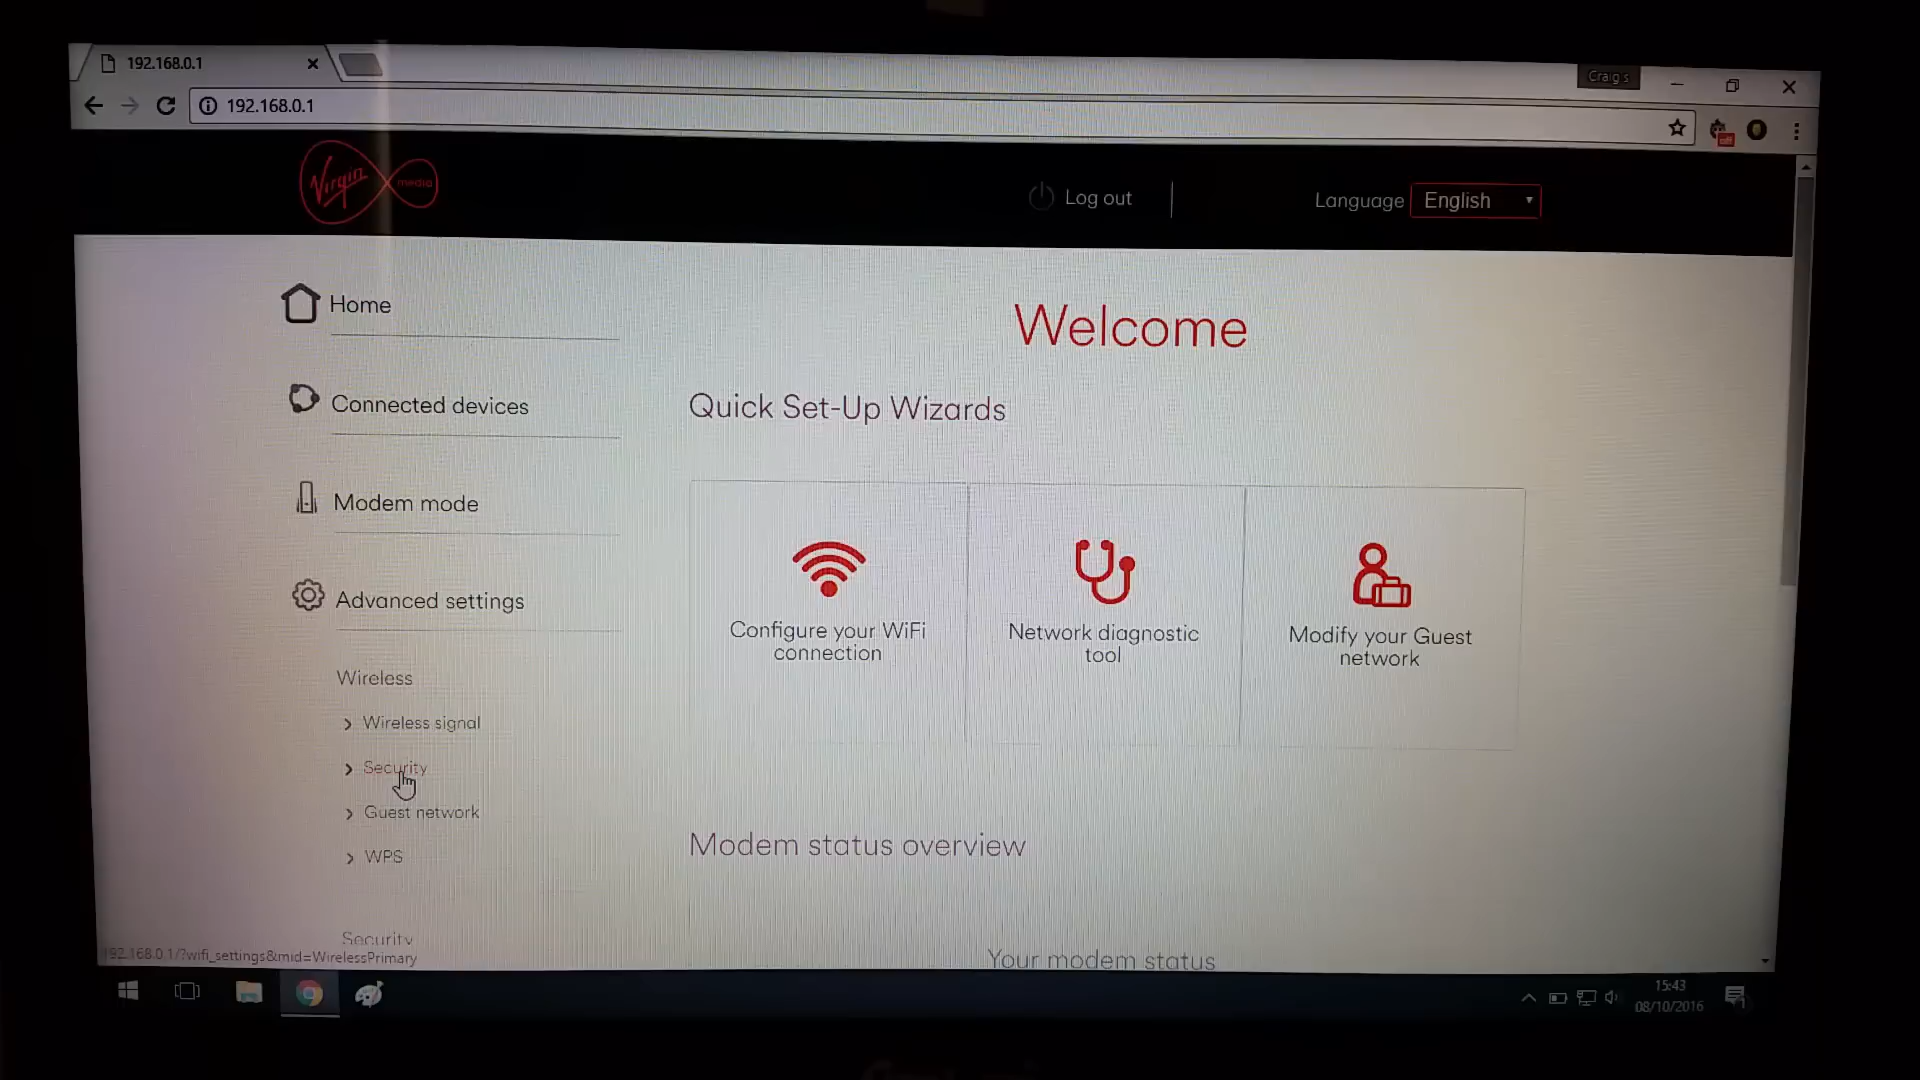 192.168.0.1
Craig s
192.168.0.1
off
Virgin media
Log out
Language English
Home
Connected devices
Modem mode
Advanced settings
Wireless
Wireless signal
Security
Guest network
WPS
Security
Welcome
Quick Set-Up Wizards
Configure your WiFi
connection
Network diagnostic
tool
Modify your Guest
network
Modem status overview
Your modem status
192.168.0.1/?wifi_settings&mid=WirelessPrimary
15:43
08/10/2016